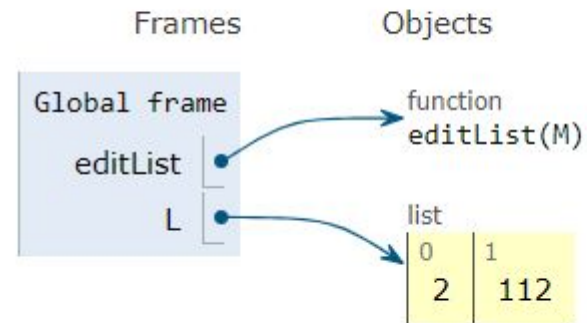 Frames Objects
Global frame
function
editList(M)
editList
L
list
0 1
2 112